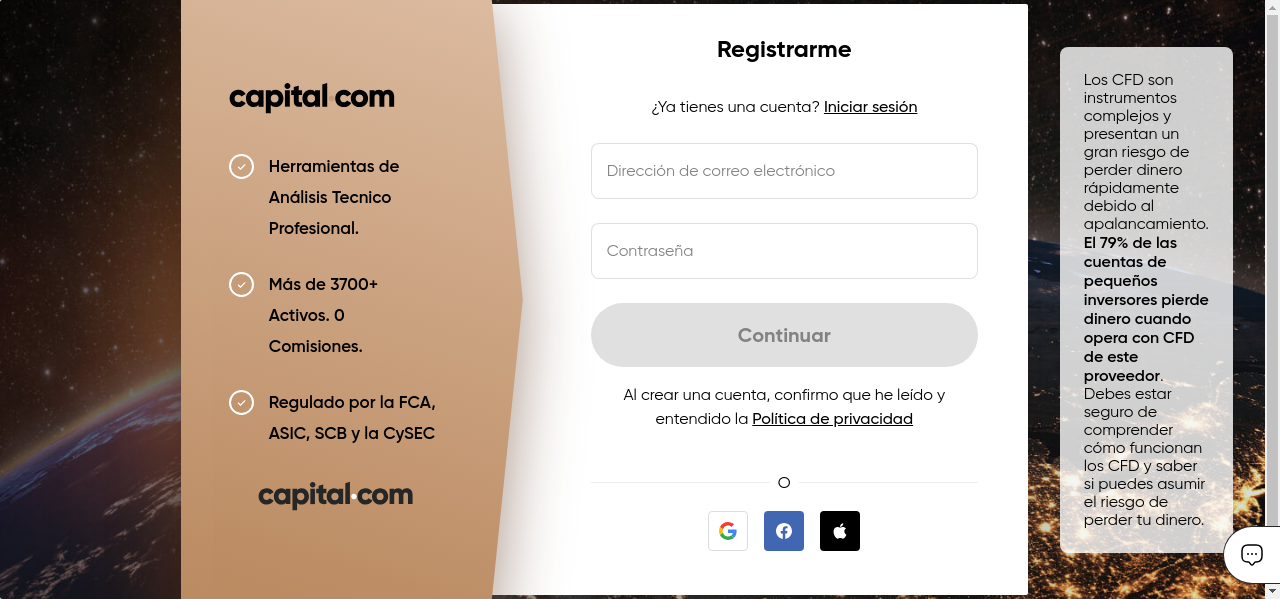 capital.com
Herramientas de
Análisis Tecnico
Profesional.
Más de 3700+
Activos. 0
Comisiones.
Regulado por la FCA,
ASIC, SCB y la CySEC
capital.com
Registrarme
¿Ya tienes una cuenta? Iniciar sesión
Dirección de correo electrónico
Contraseña
Continuar
Al crear una cuenta, confirmo que he leído y
entendido la Política de privacidad
O
Los CFD son
instrumentos
complejos y
presentan un
gran riesgo de
perder dinero
rápidamente
debido al
apalancamiento.
El 79% de las
cuentas de
pequeños
inversores pierde
dinero cuando
opera con CFD
de este
proveedor.
Debes estar
seguro de
comprender
cómo funcionan
los CFD y saber
si puedes asumir
el riesgo de
perder tu dinero.